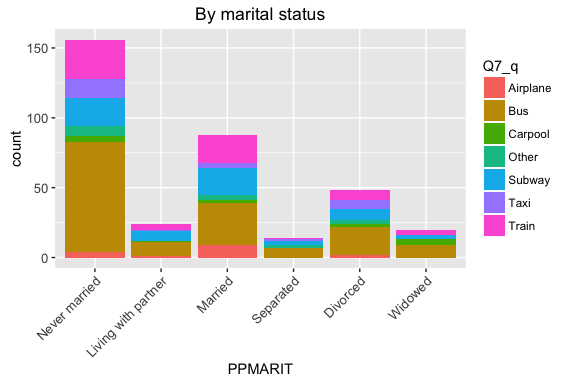 By marital status
count
150
100
50
0
Never married
Living with partner
Married
Separated
Divorced
Widowed
PPMARIT
Q7_q
Airplane
Bus
Carpool
Other
Subway
Taxi
Train